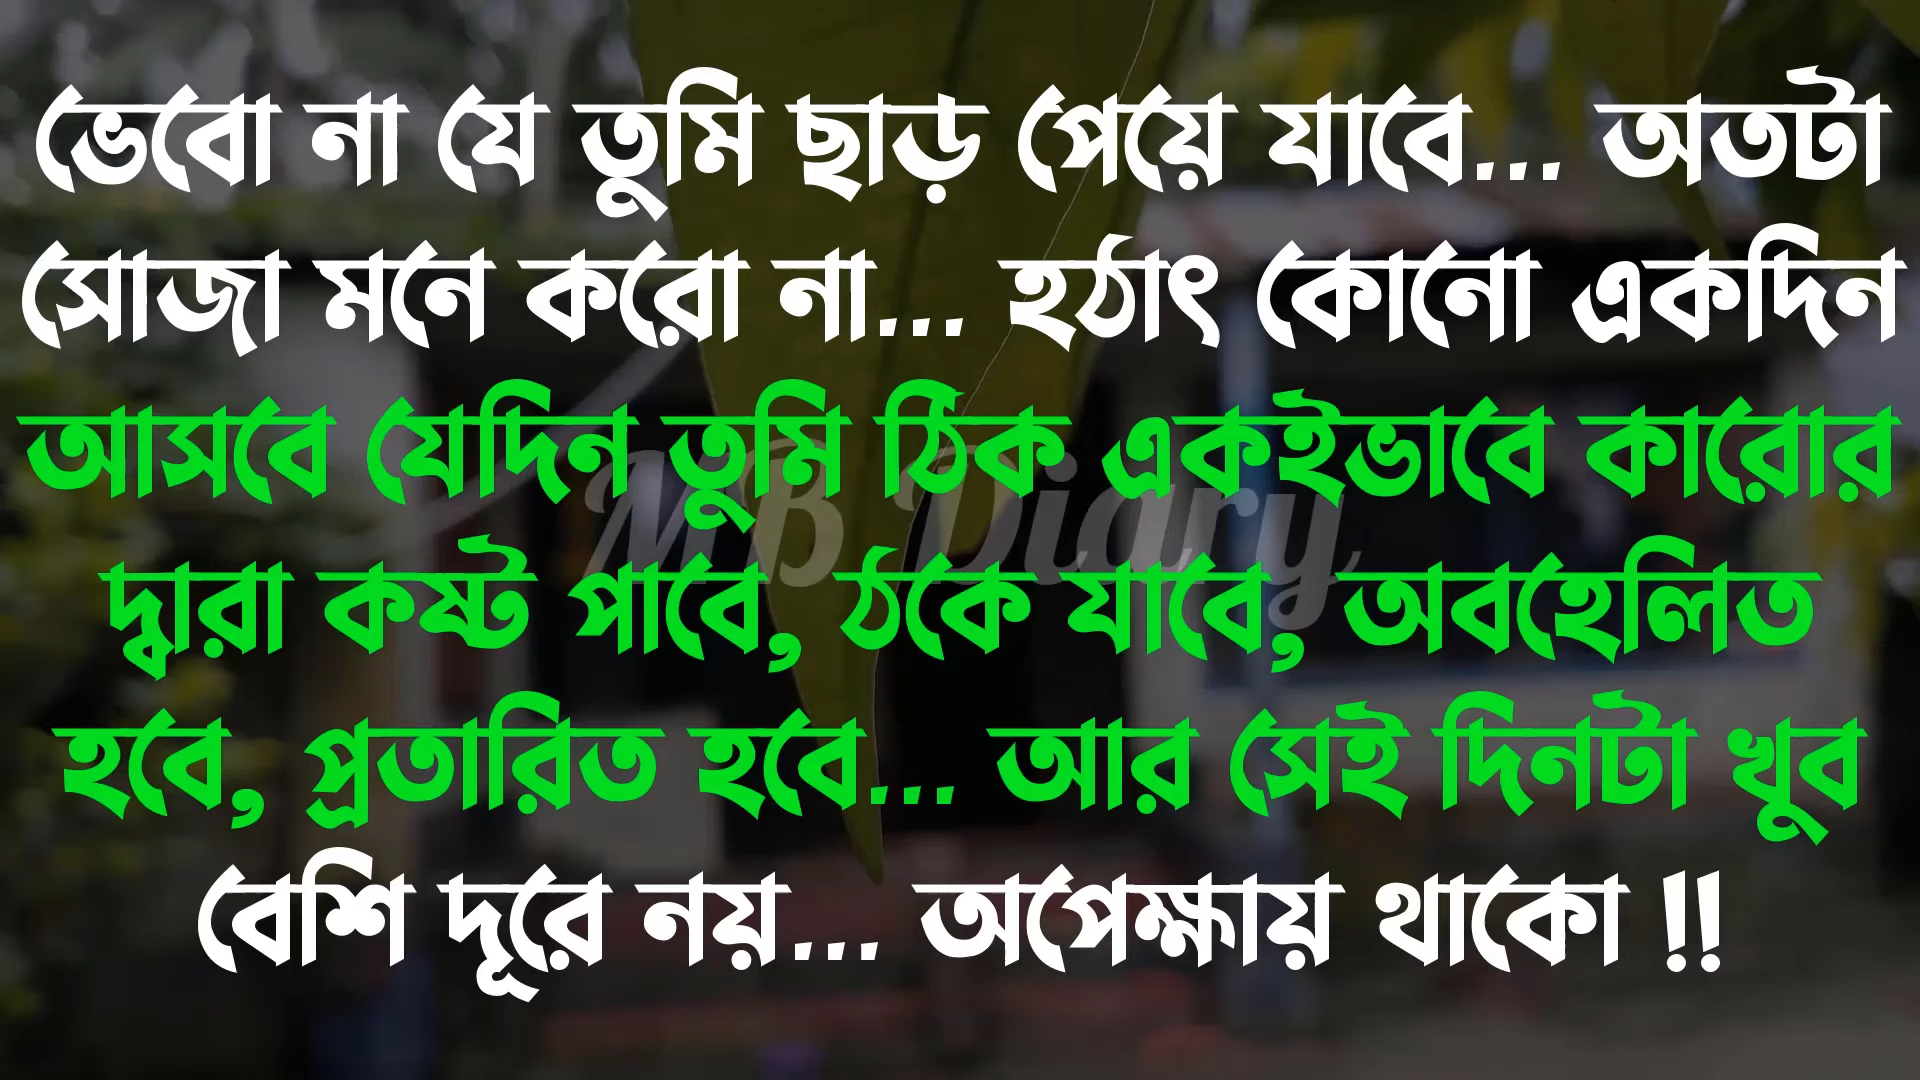 ভেবো না যে তুমি ছাড় পেয়ে যাবে... অতটা
সোজা মনে করো না... হঠাৎ কোনো একদিন
আসবে যেদিন তুমি ঠিক একইভাবে কারোর
MB Diary
দ্বারা কষ্ট পাবে, ঠকে যাবে, অবহেলিত
হবে, প্রতারিত হবে... আর সেই দিনটা খুব
বেশি দূরে নয়... অপেক্ষায় থাকো !!